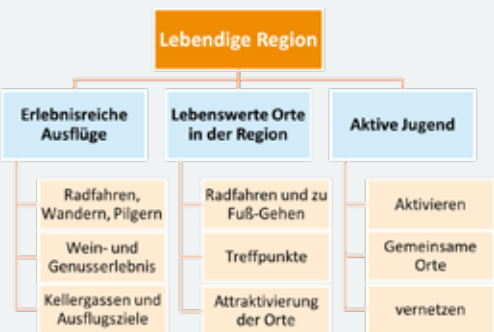 Lebendige Region
Erlebnisreiche
Ausflüge
Radfahren,
Wandern, Pilgern
Wein- und
Genusserlebnis
Kellergassen und
Ausflugsziele
Lebenswerte Orte
in der Region
Radfahren und zu
Fuß-Gehen
Treffpunkte
Attraktivierung
der Orte
Aktive Jugend
Aktivieren
Gemeinsame
Orte
vernetzen